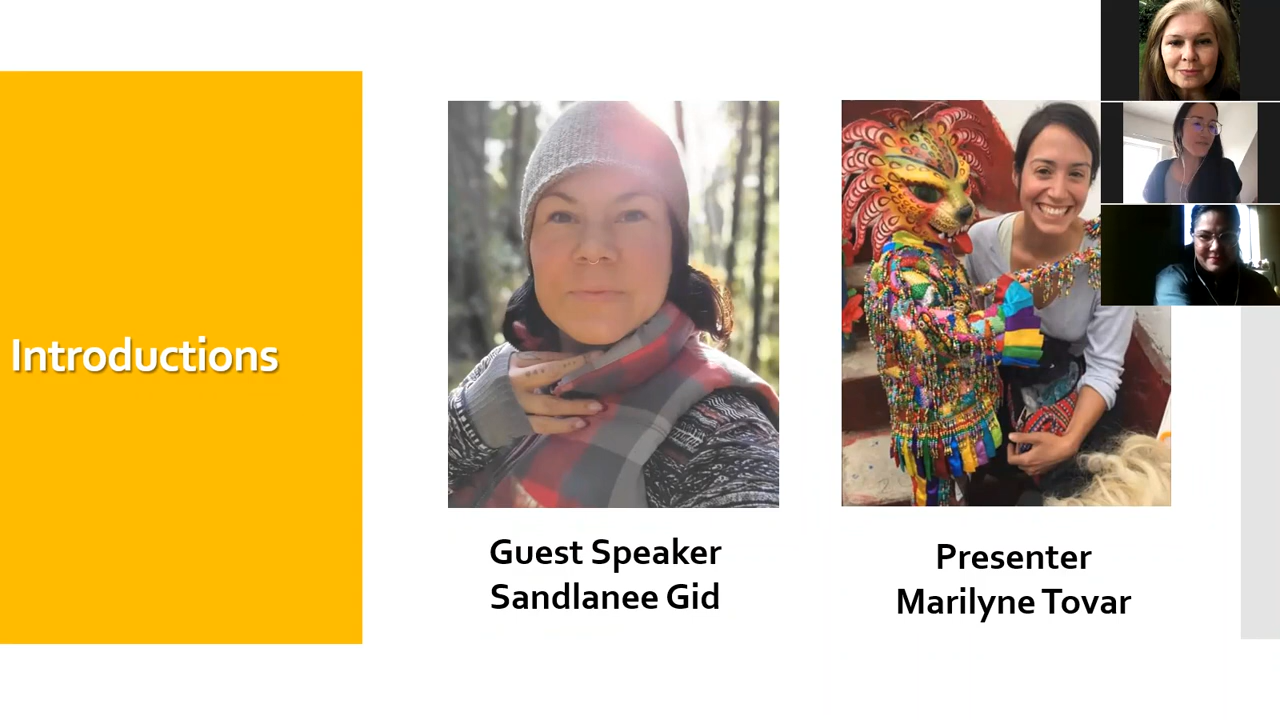 Introductions
Guest Speaker
Sandlanee Gid
Presenter
Marilyne Tovar